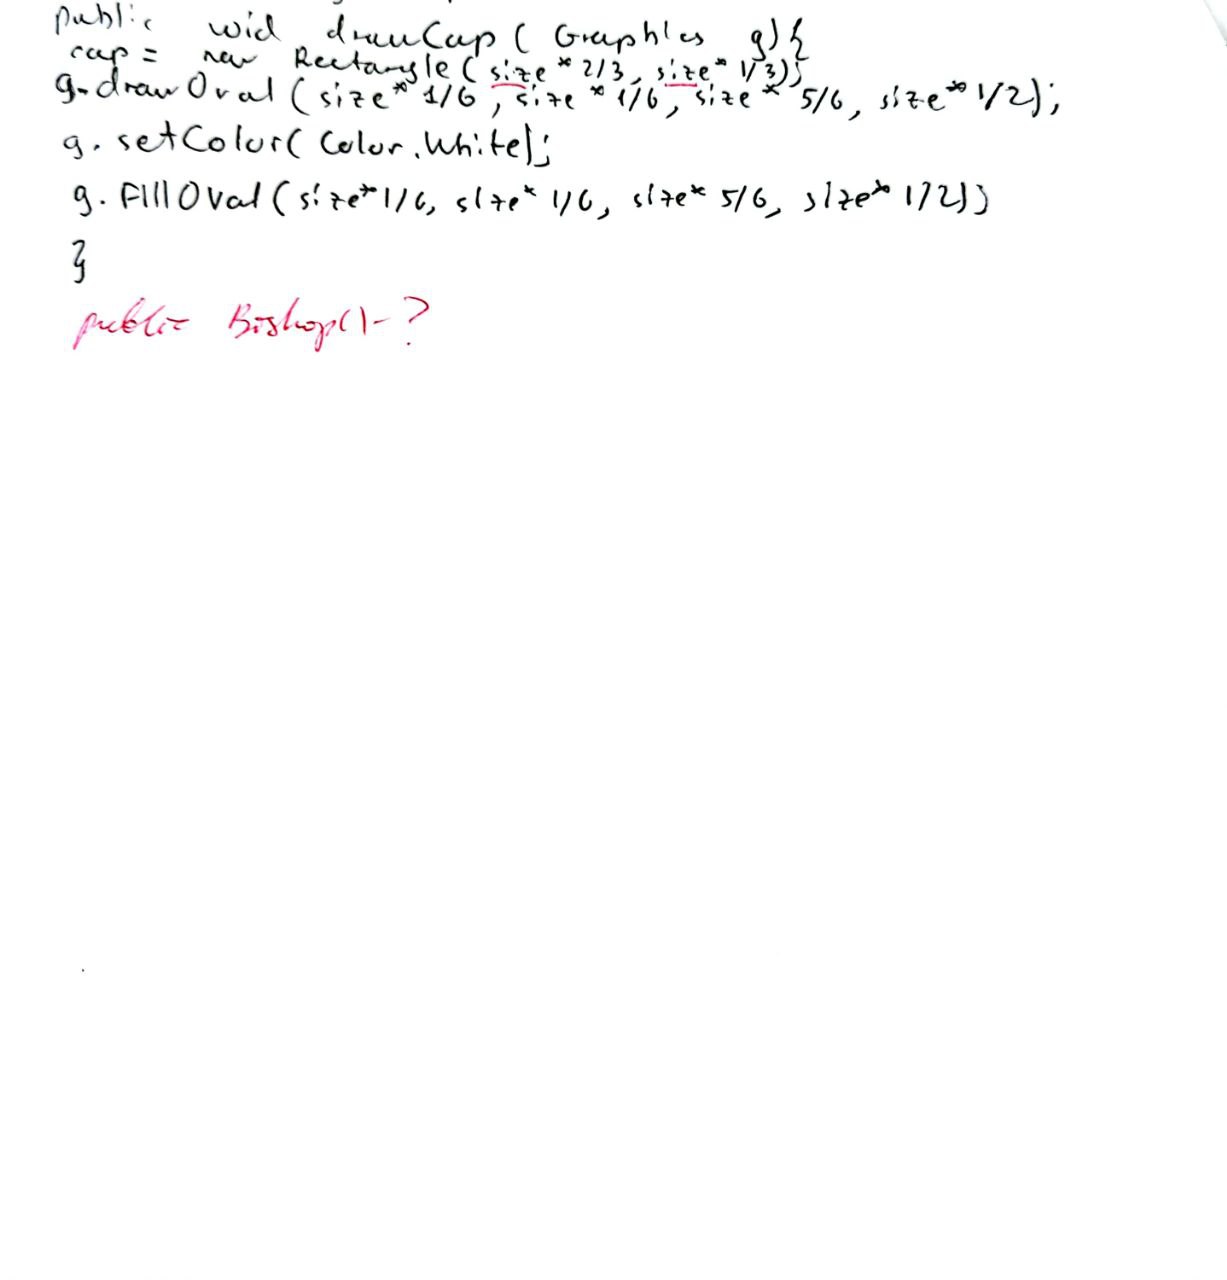 public void drawCap ( Graphics g) {
cap = new Rectangle ( size * 2/3, size * 1/3));
g.drawOval ( size * 1/6 , size * 1/6 , size * 5/6, size * 1/2);
g. setColor( Color.White);
g. FillOval ( size * 1/6, size * 1/6, size * 5/6, size * 1/2));
}
public Bishop() - ?